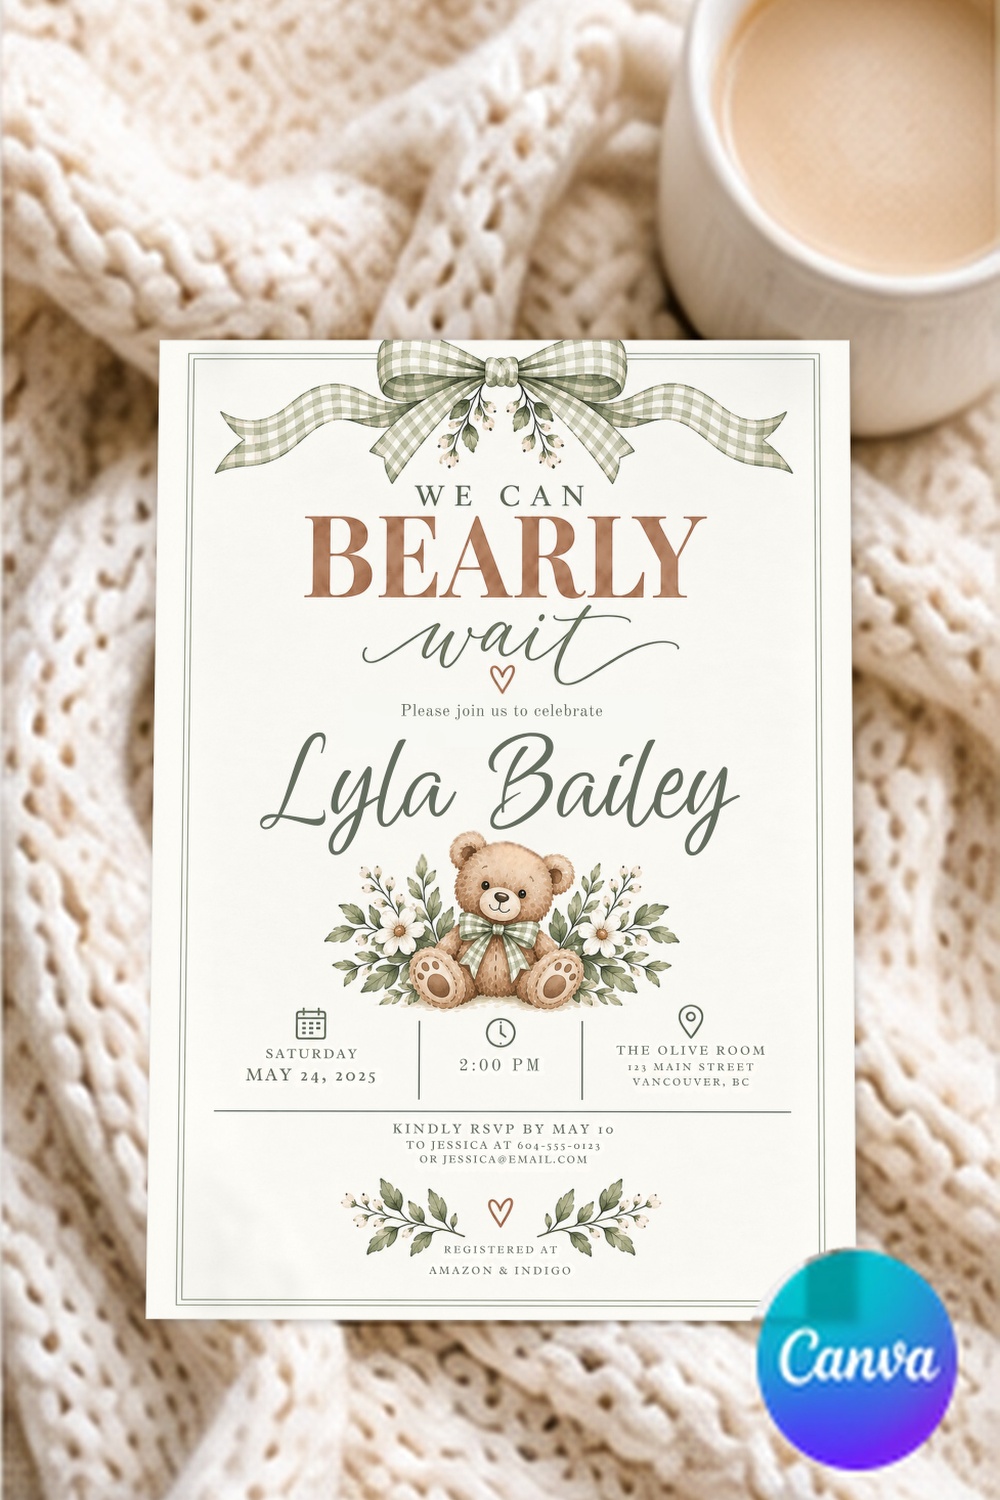 WE CAN
BEARLY
wait
Please join us to celebrate
Lyla Bailey
SATURDAY
MAY 24, 2025
2:00 PM
THE OLIVE ROOM
123 MAIN STREET
VANCOUVER, BC
KINDLY RSVP BY MAY 10
TO JESSICA AT 604-555-0123
OR JESSICA@EMAIL.COM
REGISTERED AT
AMAZON & INDIGO
Canva